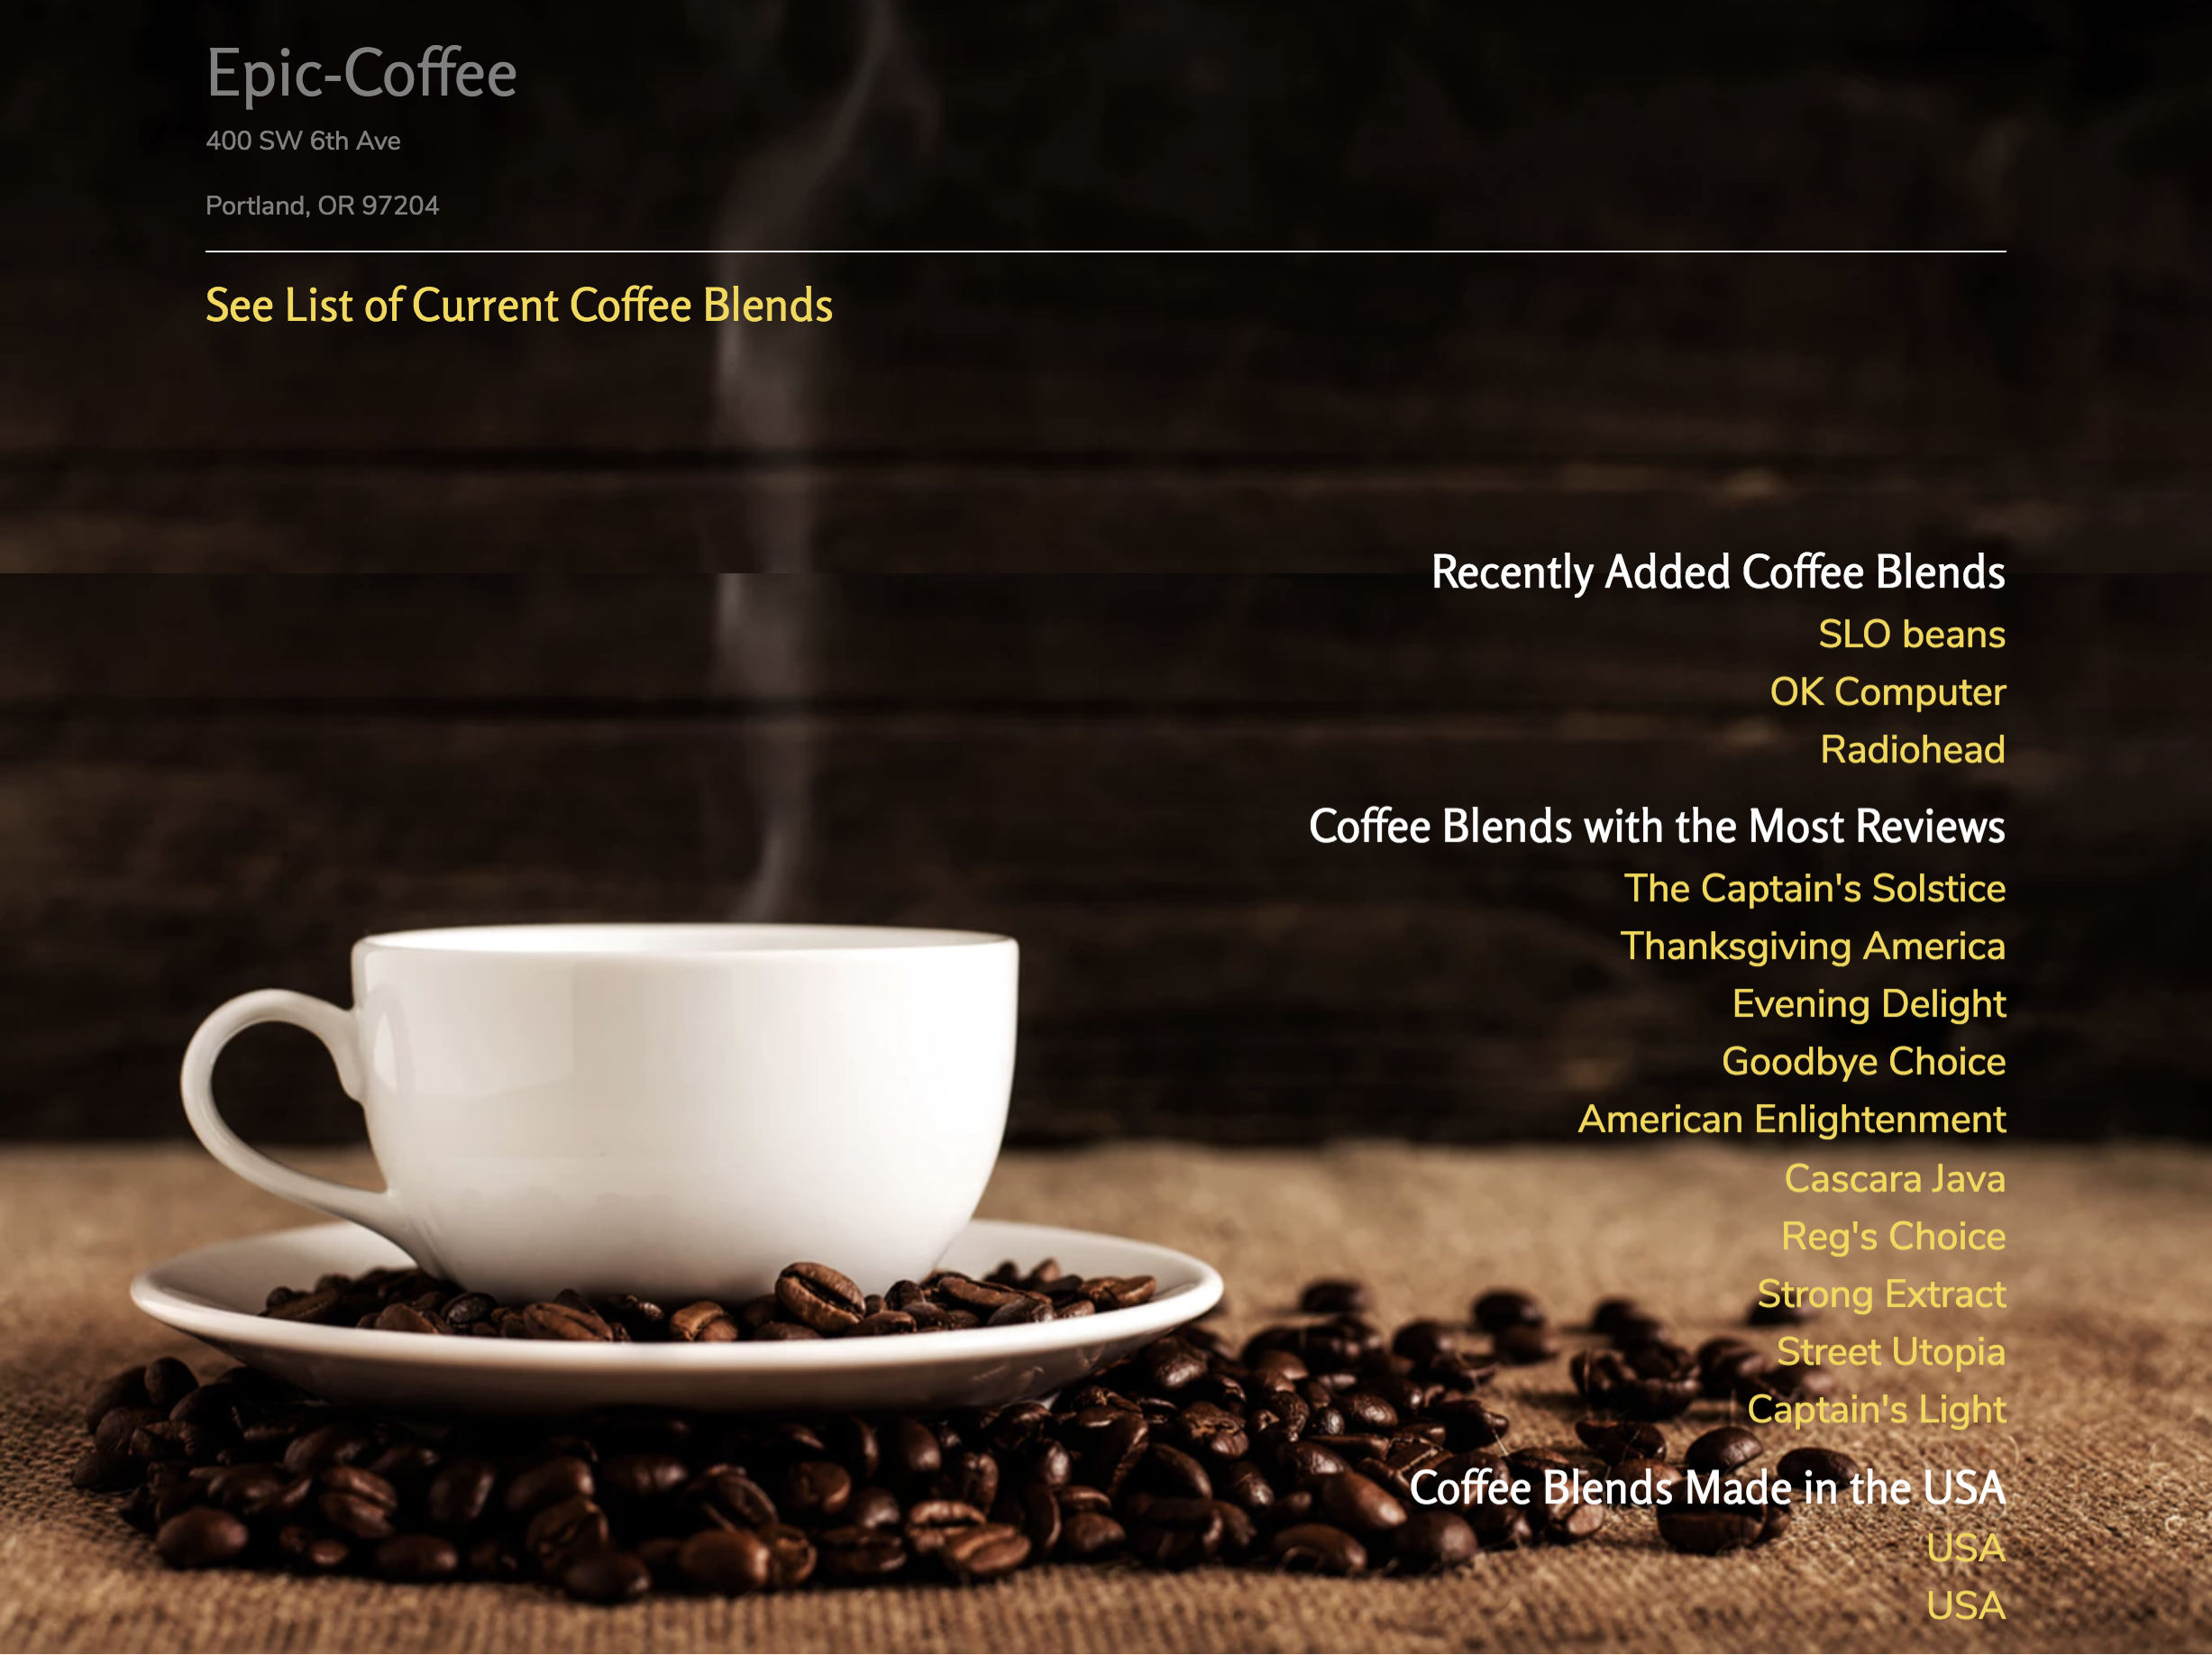 Epic-Coffee
400 SW 6th Ave
Portland, OR 97204
See List of Current Coffee Blends
Recently Added Coffee Blends
SLO beans
OK Computer
Radiohead
Coffee Blends with the Most Reviews
The Captain's Solstice
Thanksgiving America
Evening Delight
Goodbye Choice
American Enlightenment
Cascara Java
Reg's Choice
Strong Extract
Street Utopia
Captain's Light
Coffee Blends Made in the USA
USA
USA